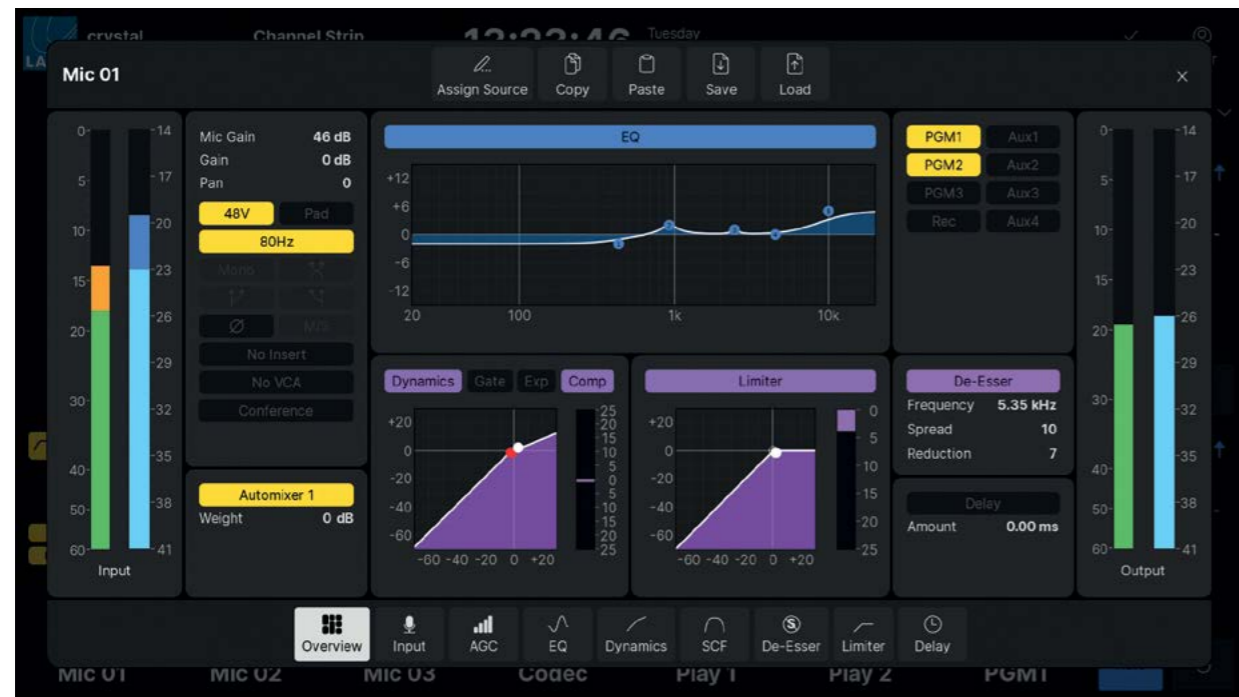 crystal Channel Strip 12:23:46 Tuesday
LA
Mic 01
Assign Source Copy Paste Save Load
Input
0 5 10 15 20 30 40 50 60
-14 -17 -20 -23 -26 -29 -32 -35 -38 -41
Mic Gain 46 dB
Gain 0 dB
Pan 0
48V Pad
80Hz
Mono
Ø M/S
No Insert
No VCA
Conference
Automixer 1
Weight 0 dB
EQ
+12
+6
0
-6
-12
20 100 1k 10k
1 2 3 4 5
Dynamics Gate Exp Comp
+20
0
-20
-40
-60
-60 -40 -20 0 +20
25 20 15 10 5 0 5 10 15 20 25
Limiter
+20
0
-20
-40
-60
-60 -40 -20 0 +20
0 5 10 15 20 25
PGM1 Aux1
PGM2 Aux2
PGM3 Aux3
Rec Aux4
De-Esser
Frequency 5.35 kHz
Spread 10
Reduction 7
Delay
Amount 0.00 ms
0 5 10 15 20 30 40 50 60
-14 -17 -20 -23 -26 -29 -32 -35 -38 -41
Output
Overview Input AGC EQ Dynamics SCF De-Esser Limiter Delay
Mic 01 Mic 02 Mic 03 Codec Play 1 Play 2 PGM1